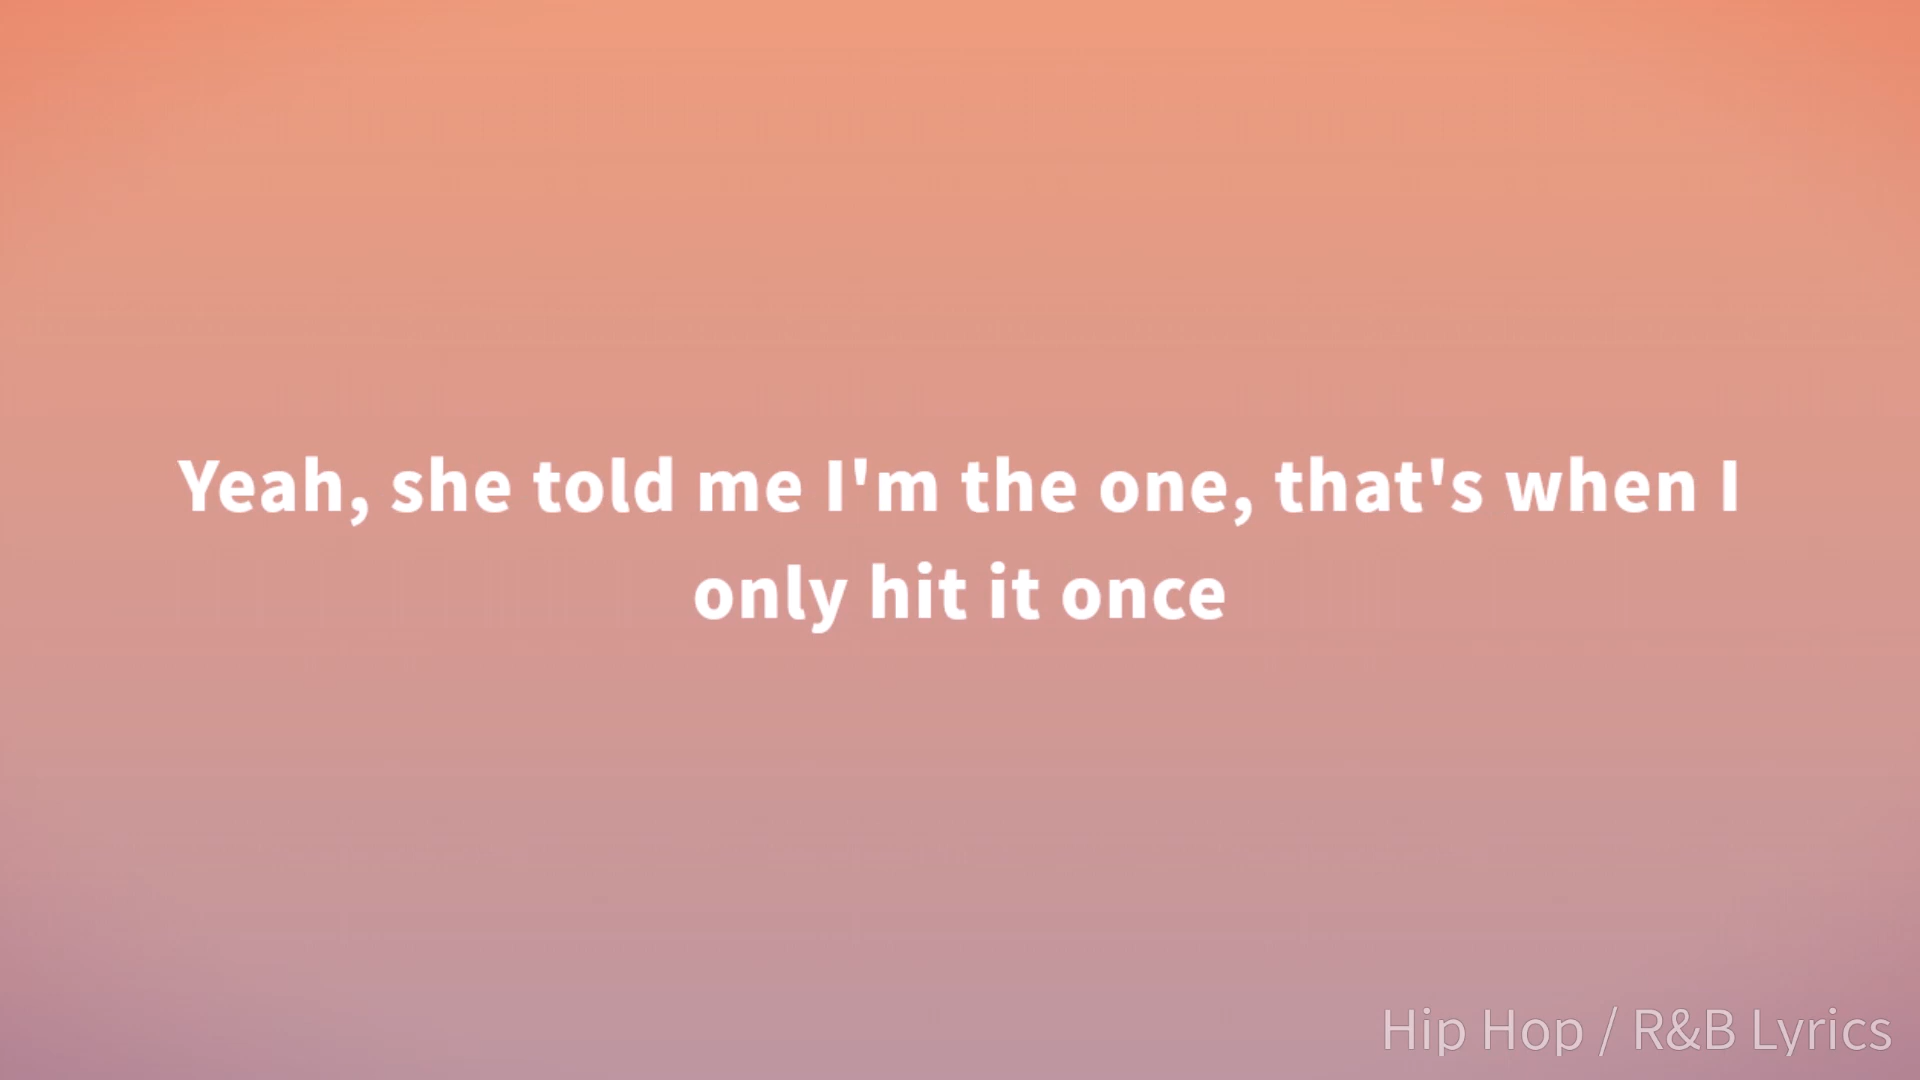 Yeah, she told me I'm the one, that's when I
only hit it once
Hip Hop / R&B Lyrics